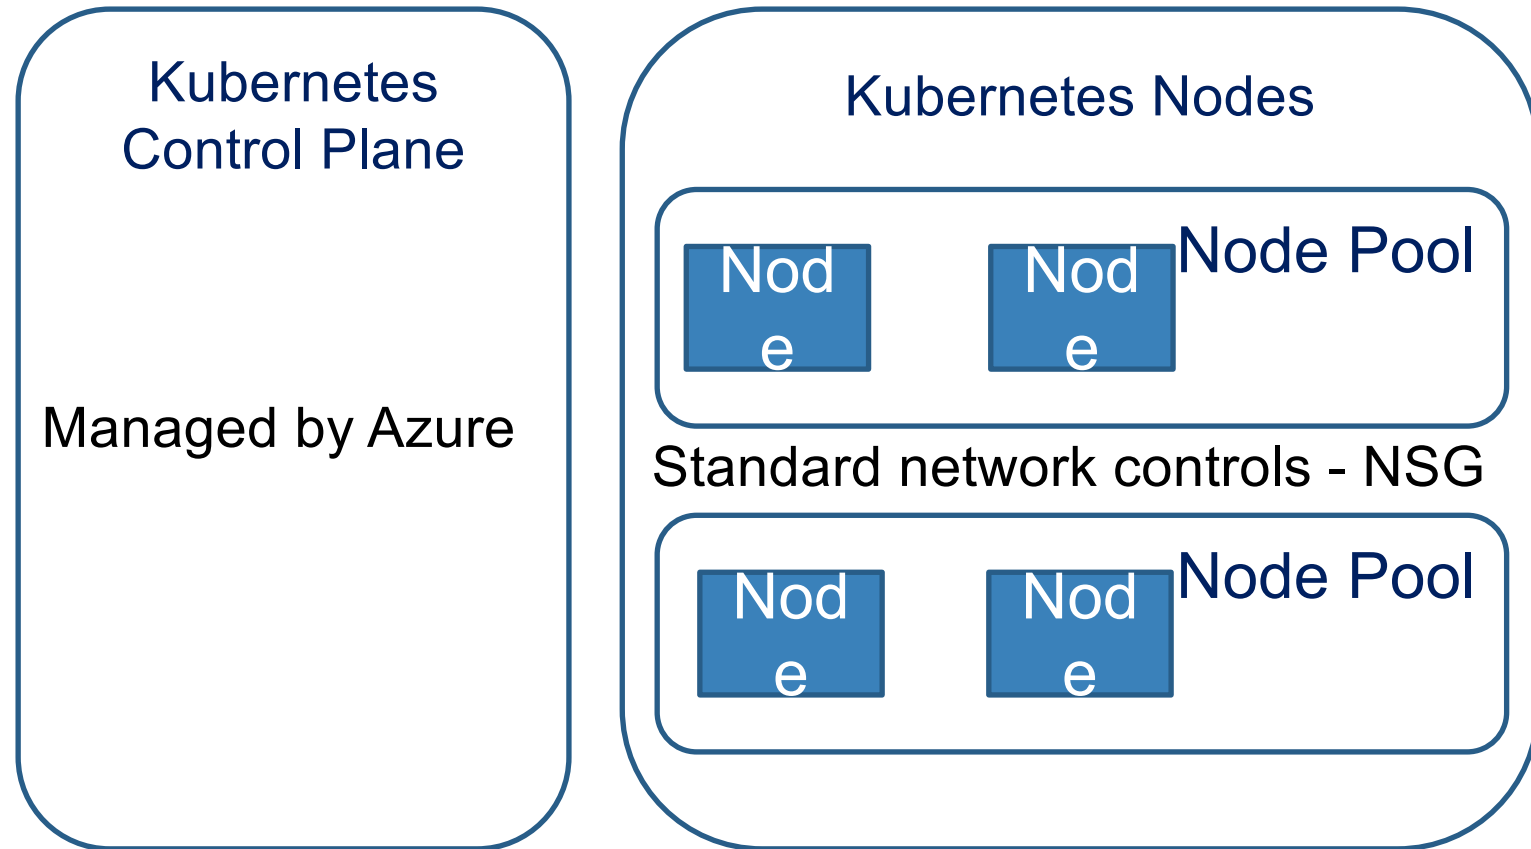 Kubernetes
Control Plane
Managed by Azure
Kubernetes Nodes
Nod
e
Nod
e
Node Pool
Standard network controls - NSG
Nod
e
Nod
e
Node Pool